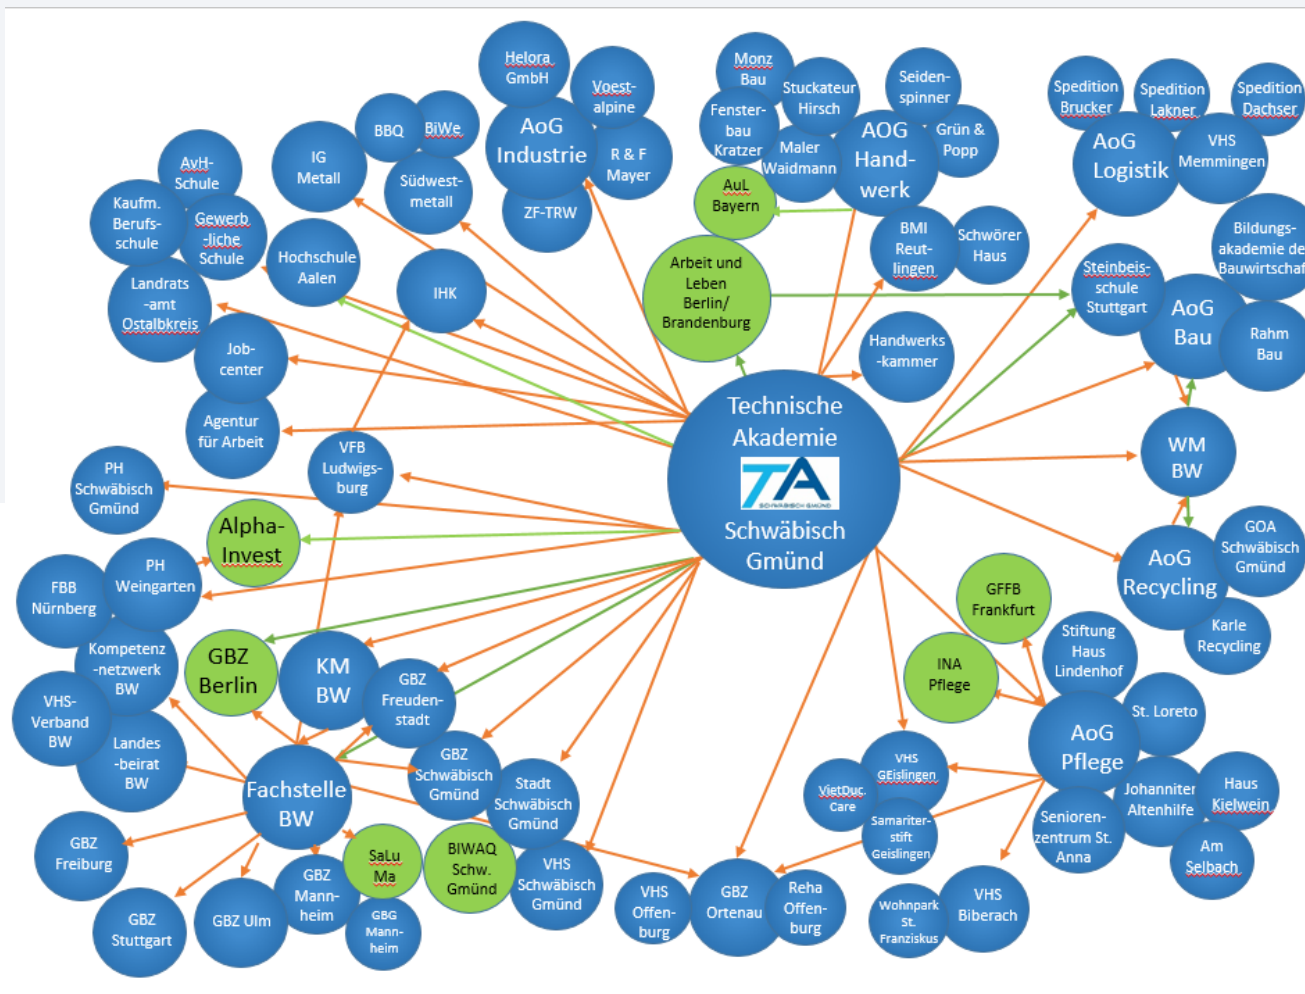 Helora
GmbH
Voest-
alpine
AoG
Industrie
R & F
Mayer
ZF-TRW
Monz
Bau
Stuckateur
Hirsch
Fenster-
bau
Kratzer
Maler
Waidmann
AOG
Hand-
werk
Seiden-
spinner
Grün &
Popp
AuL
Bayern
BMI
Reut-
lingen
Schwörer
Haus
Handwerks
-kammer
Spedition
Brucker
Spedition
Lakner
Spedition
Dachser
AoG
Logistik
VHS
Memmingen
Bildungs-
akademie de
Bauwirtschaf
Steinbeis-
schule
Stuttgart
AoG
Bau
Rahm
Bau
WM
BW
AoG
Recycling
GOA
Schwäbisch
Gmünd
Karle
Recycling
BBQ
BiWe
IG
Metall
Südwest-
metall
AvH-
Schule
Kaufm.
Berufs-
schule
Gewerb
-liche
Schule
Hochschule
Aalen
IHK
Landrats
-amt
Ostalbkreis
Job-
center
Agentur
für Arbeit
Arbeit und
Leben
Berlin/
Brandenburg
Technische
Akademie
TA
SCHWÄBISCH GMÜND
Schwäbisch
Gmünd
VFB
Ludwigs-
burg
PH
Schwäbisch
Gmünd
Alpha-
Invest
PH
Weingarten
FBB
Nürnberg
Kompetenz
-netzwerk
BW
VHS-
Verband
BW
Landes
-beirat
BW
GBZ
Berlin
KM
BW
GBZ
Freuden-
stadt
GBZ
Schwäbisch
Gmünd
Stadt
Schwäbisch
Gmünd
Fachstelle
BW
GBZ
Freiburg
GBZ
Stuttgart
GBZ Ulm
GBZ
Mann-
heim
SaLu
Ma
GBG
Mann-
heim
BIWAQ
Schw.
Gmünd
VHS
Schwäbisch
Gmünd
VHS
Offen-
burg
GBZ
Ortenau
Reha
Offen-
burg
GFFB
Frankfurt
INA
Pflege
Stiftung
Haus
Lindenhof
St. Loreto
AoG
Pflege
VHS
GEislingen
VietDuc
Care
Samariter-
stift
Geislingen
Senioren-
zentrum St.
Anna
Johanniter
Altenhilfe
Haus
Kielwein
Am
Selbach
Wohnpark
St.
Franziskus
VHS
Biberach